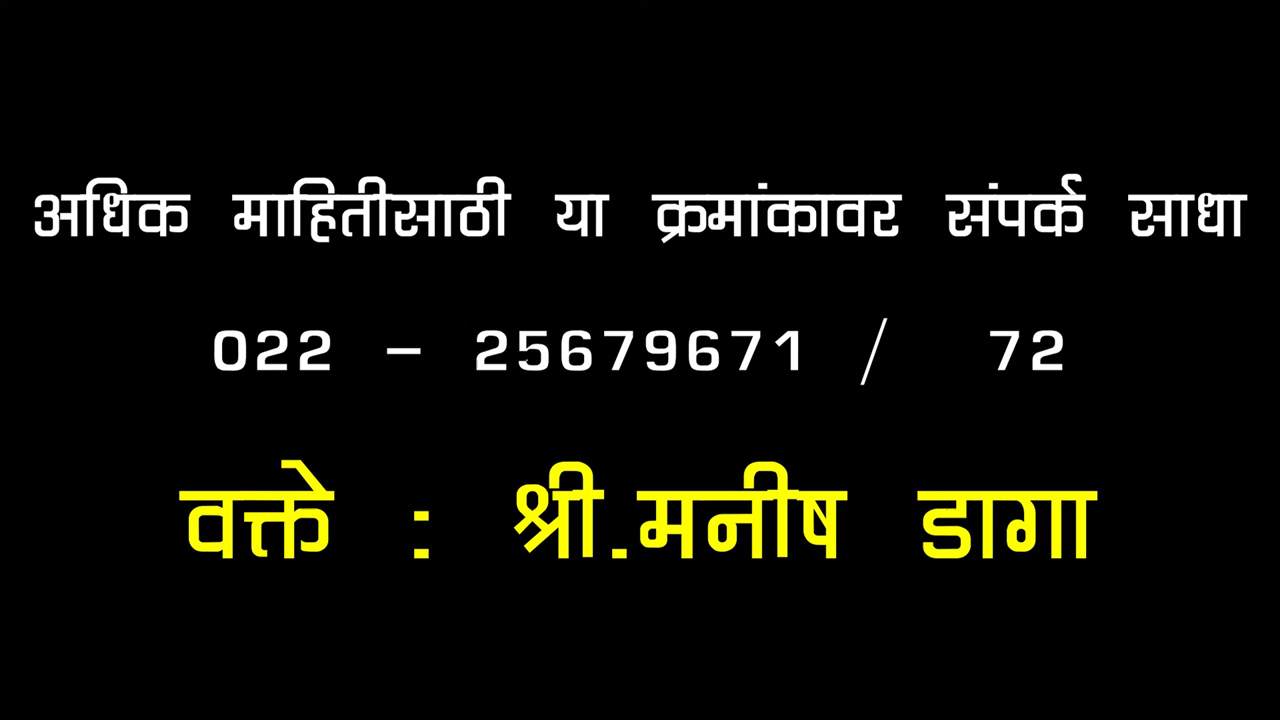 अधिक माहितीसाठी या क्रमांकावर संपर्क साधा
022 - 25679671 / 72
वक्ते : श्री.मनीष डागा